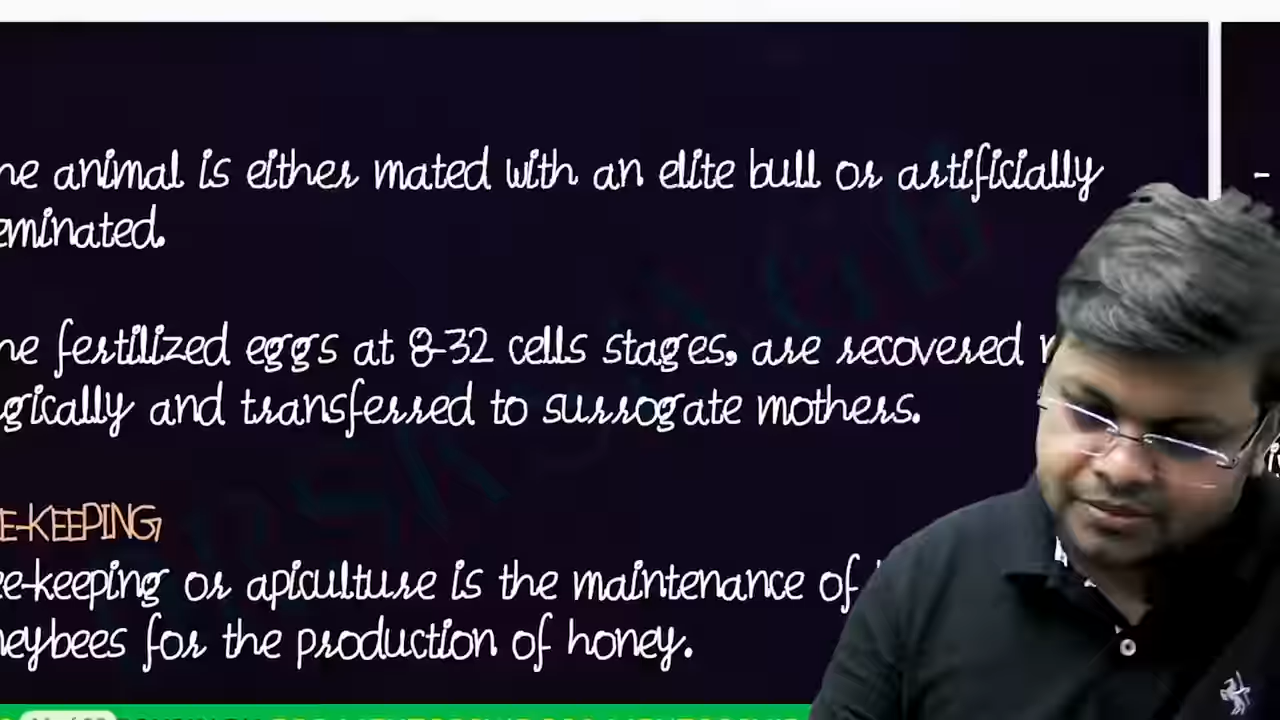 he animal is either mated with an elite bull or artificially
eminated.
he fertilized eggs at 8-32 cells stages, are recovered
gically and transferred to surrogate mothers.
E-KEEPING
ee-keeping or apiculture is the maintenance of
neybees for the production of honey.